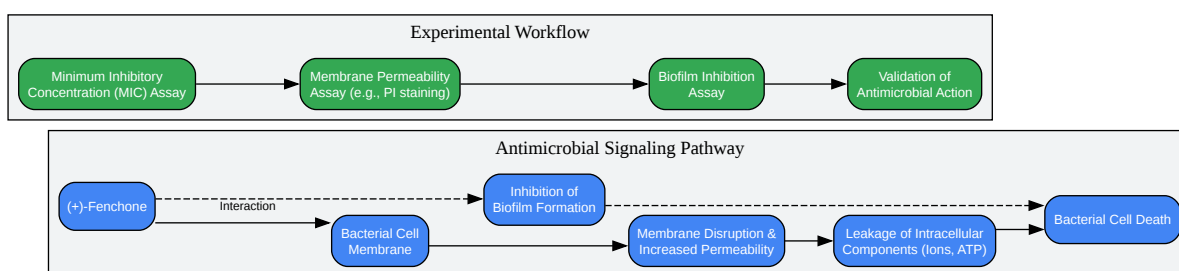 Experimental Workflow
Minimum Inhibitory
Concentration (MIC) Assay
Membrane Permeability
Assay (e.g., PI staining)
Biofilm Inhibition
Assay
Validation of
Antimicrobial Action
Antimicrobial Signaling Pathway
(+)-Fenchone
Interaction
Inhibition of
Biofilm Formation
Bacterial Cell
Membrane
Membrane Disruption &
Increased Permeability
Leakage of Intracellular
Components (Ions, ATP)
Bacterial Cell Death